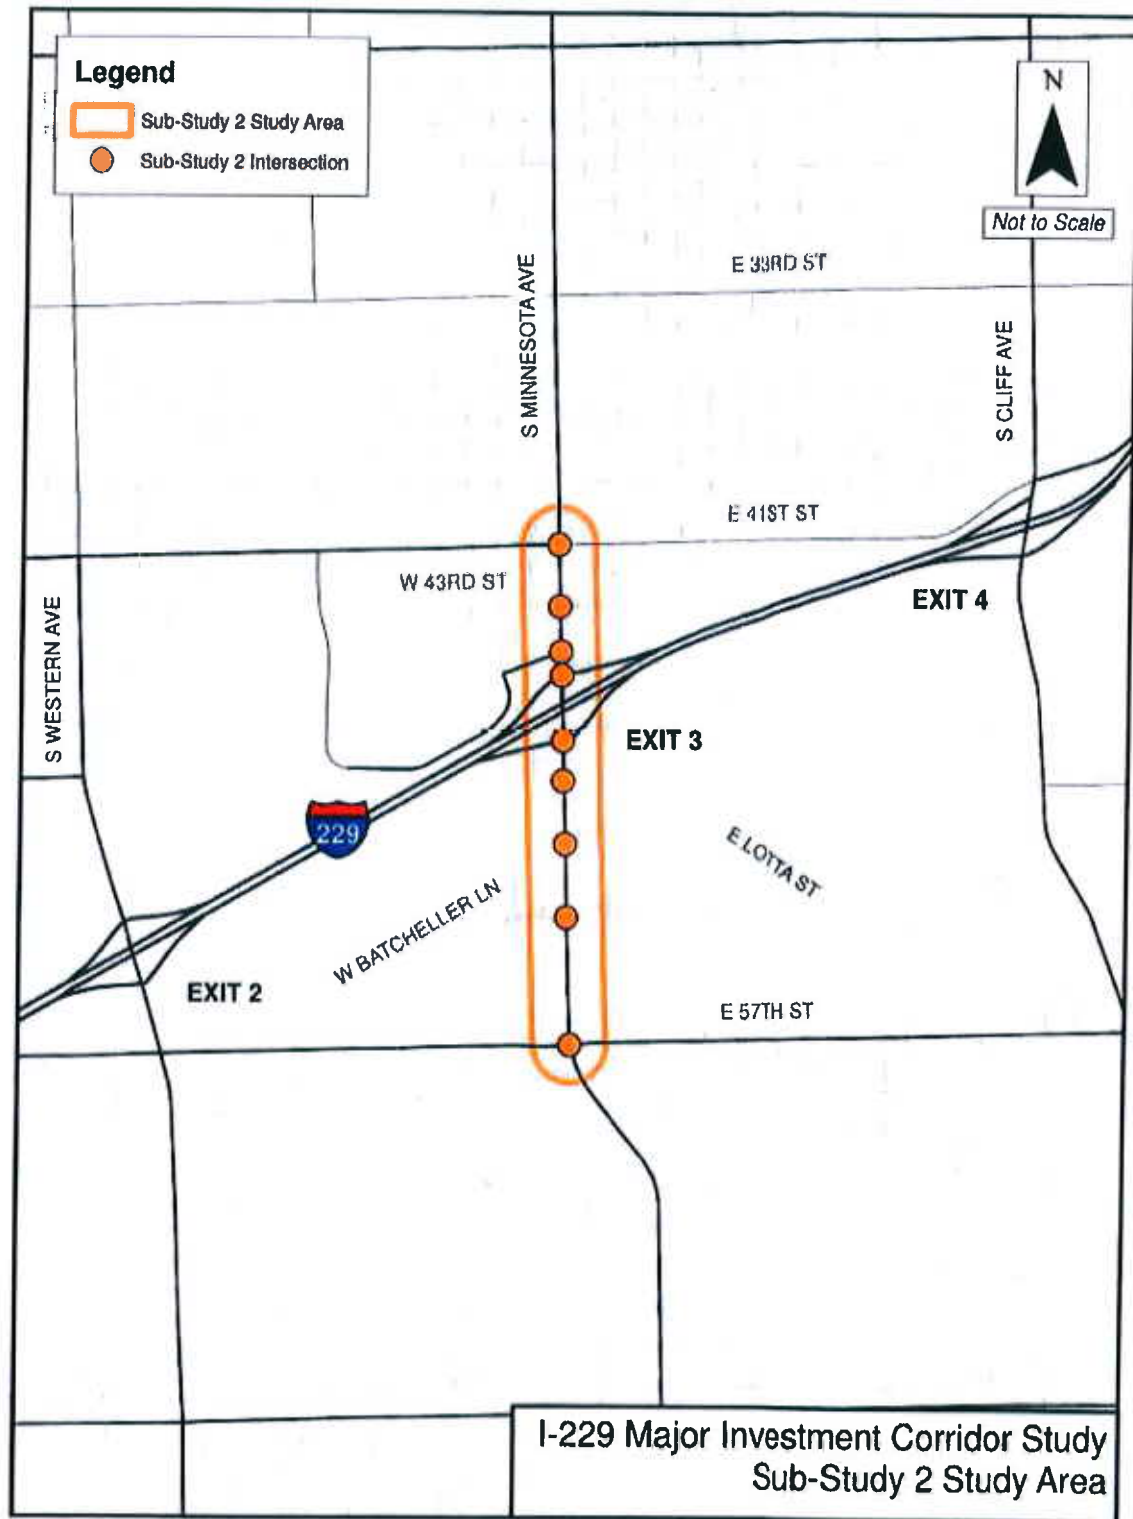 Legend
Sub-Study 2 Study Area
Sub-Study 2 Intersection
N
Not to Scale
E 33RD ST
S MINNESOTA AVE
S CLIFF AVE
E 41ST ST
W 43RD ST
EXIT 4
S WESTERN AVE
EXIT 3
229
E LOTTA ST
W BATCHELLER LN
EXIT 2
E 57TH ST
I-229 Major Investment Corridor Study
Sub-Study 2 Study Area